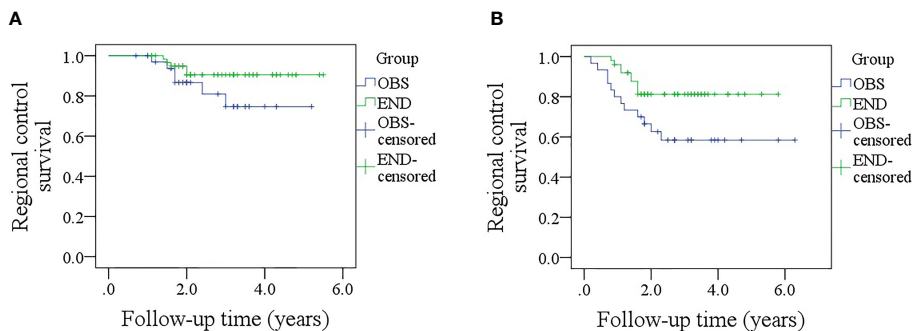 A
Regional control
survival
1.0
0.8
0.6
0.4
0.2
0.0
.0
2.0
4.0
6.0
Follow-up time (years)
Group
OBS
END
OBS-
censored
END-
censored
B
Regional control
survival
1.0
0.8
0.6
0.4
0.2
0.0
.0
2.0
4.0
6.0
Follow-up time (years)
Group
OBS
END
OBS-
censored
END-
censored